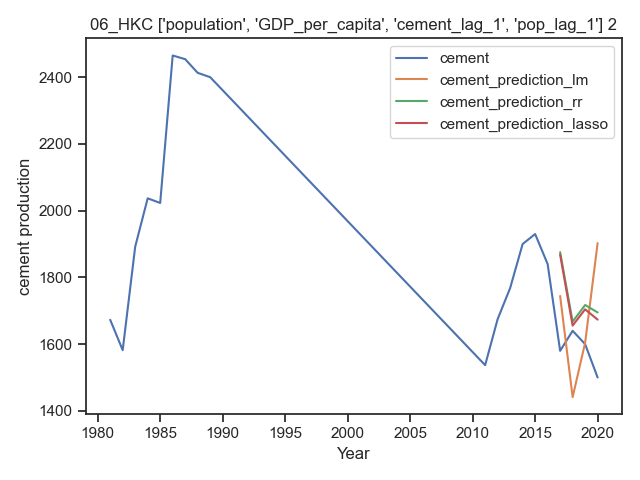 06_HKC ['population', 'GDP_per_capita', 'cement_lag_1', 'pop_lag_1'] 2
cement
cement_prediction_lm
cement_prediction_rr
cement_prediction_lasso
2400
2200
2000
1800
1600
1400
cement production
1980 1985 1990 1995 2000 2005 2010 2015 2020
Year